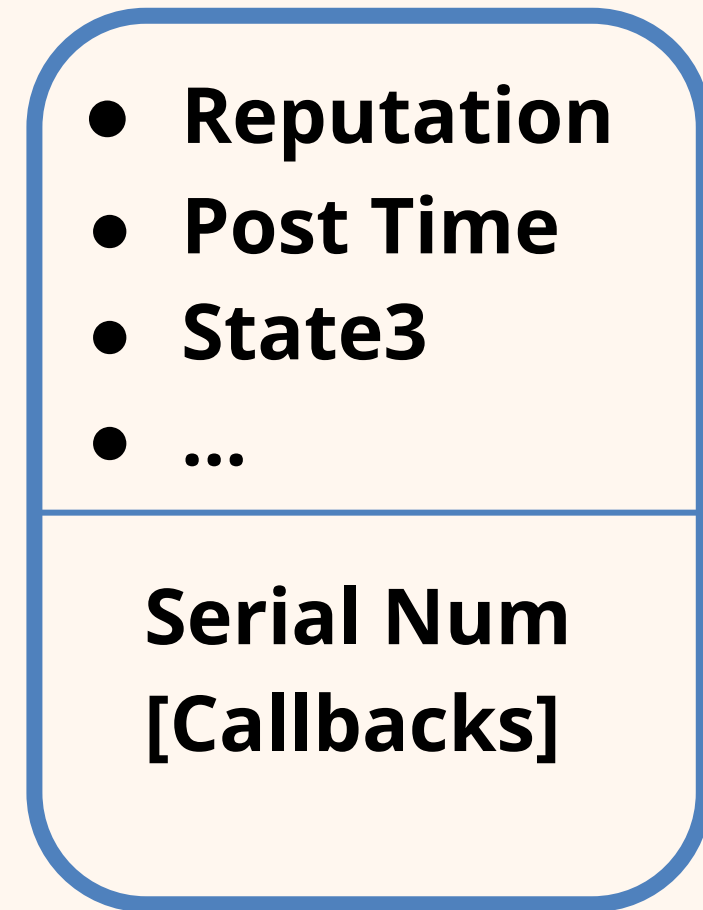 ● Reputation
● Post Time
● State3
● ...
Serial Num
[Callbacks]